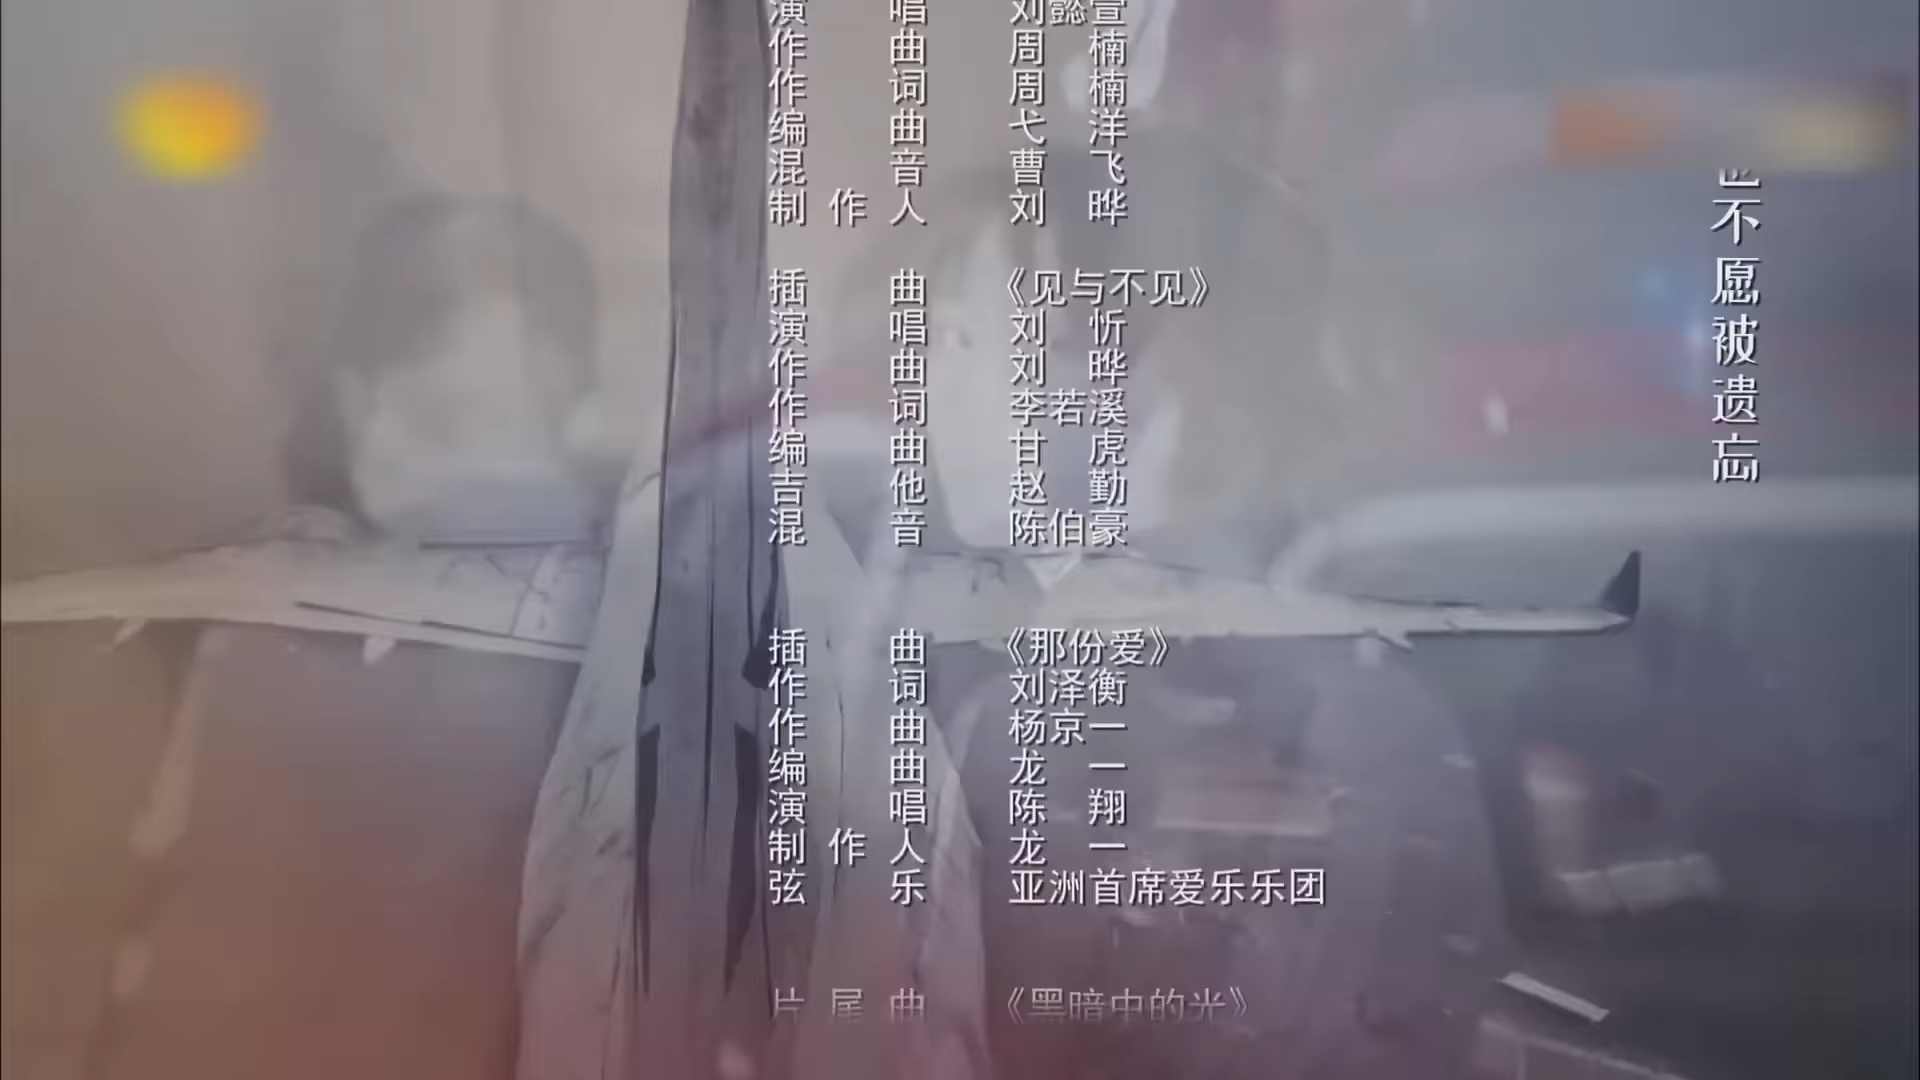 演 唱 刘懿萱
作 曲 周 楠
作 词 周 楠
编 曲 弋 洋
混 音 曹 飞
制 作 人 刘 晔
插 曲 《见与不见》
演 唱 刘 忻
作 曲 刘 晔
作 词 李若溪
编 曲 甘 虎
吉 他 赵 勤
混 音 陈伯豪
插 曲 《那份爱》
作 词 刘泽衡
作 曲 杨京一
编 曲 龙 一
演 唱 陈 翔
制 作 人 龙 一
弦 乐 亚洲首席爱乐乐团
片 尾 曲 《黑暗中的光》
不愿被遗忘